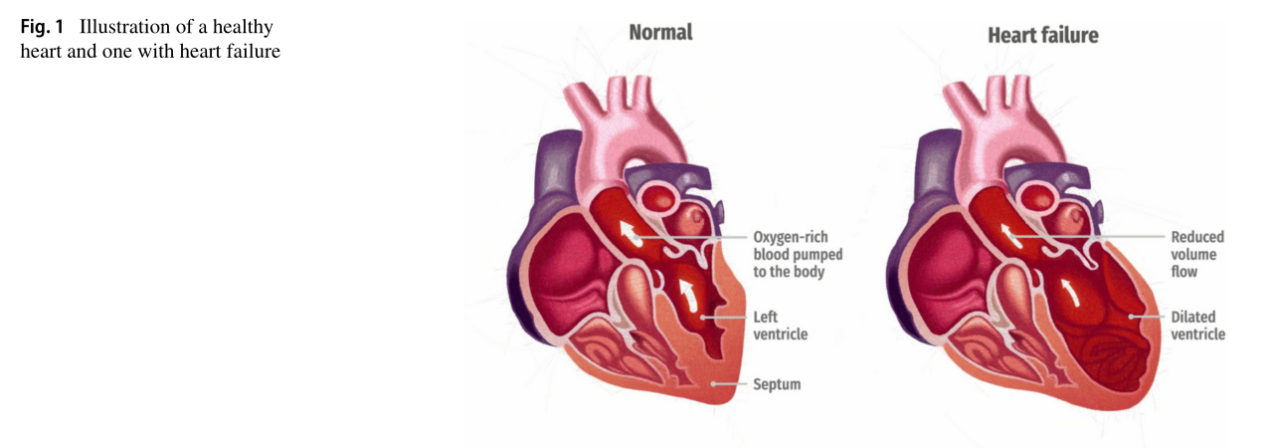 Fig. 1 Illustration of a healthy
heart and one with heart failure
Normal
Oxygen-rich
blood pumped
to the body
Left
ventricle
Septum
Heart failure
Reduced
volume
flow
Dilated
ventricle